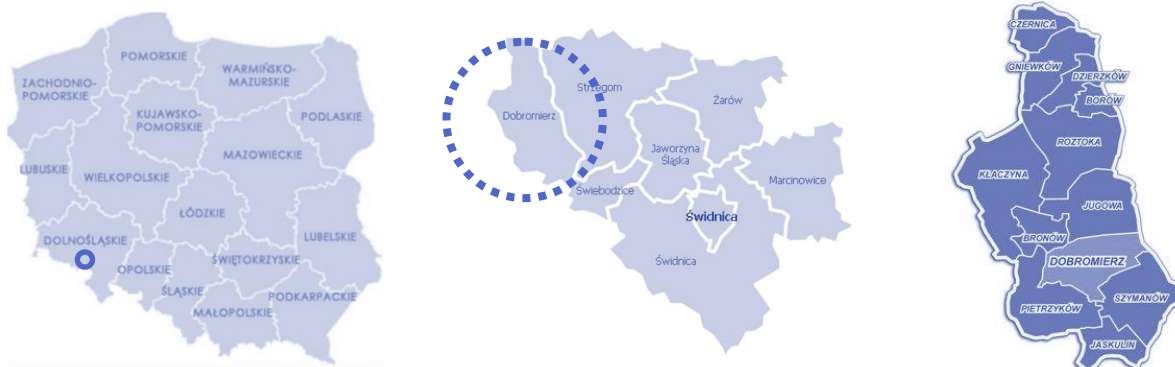 POMORSKIE
ZACHODNIO-
POMORSKIE
WARMIŃSKO-
MAZURSKIE
KUJAWSKO-
POMORSKIE
PODLASKIE
MAZOWIECKIE
LUBUSKIE
WIELKOPOLSKIE
ŁÓDZKIE
DOLNOŚLĄSKIE
LUBELSKIE
OPOLSKIE
ŚWIĘTOKRZYSKIE
ŚLĄSKIE
PODKARPACKIE
MAŁOPOLSKIE
Strzegom
Dobromierz
Żarów
Jaworzyna
Śląska
Świebodzice
Marcinowice
Świdnica
Świdnica
CZERNICA
GNIEWKÓW
DZIERZKÓW
BORÓW
ROZTOKA
KŁACZYNA
JUGOWA
BRONÓW
DOBROMIERZ
SZYMANÓW
PIETRZYKÓW
JASKULIN